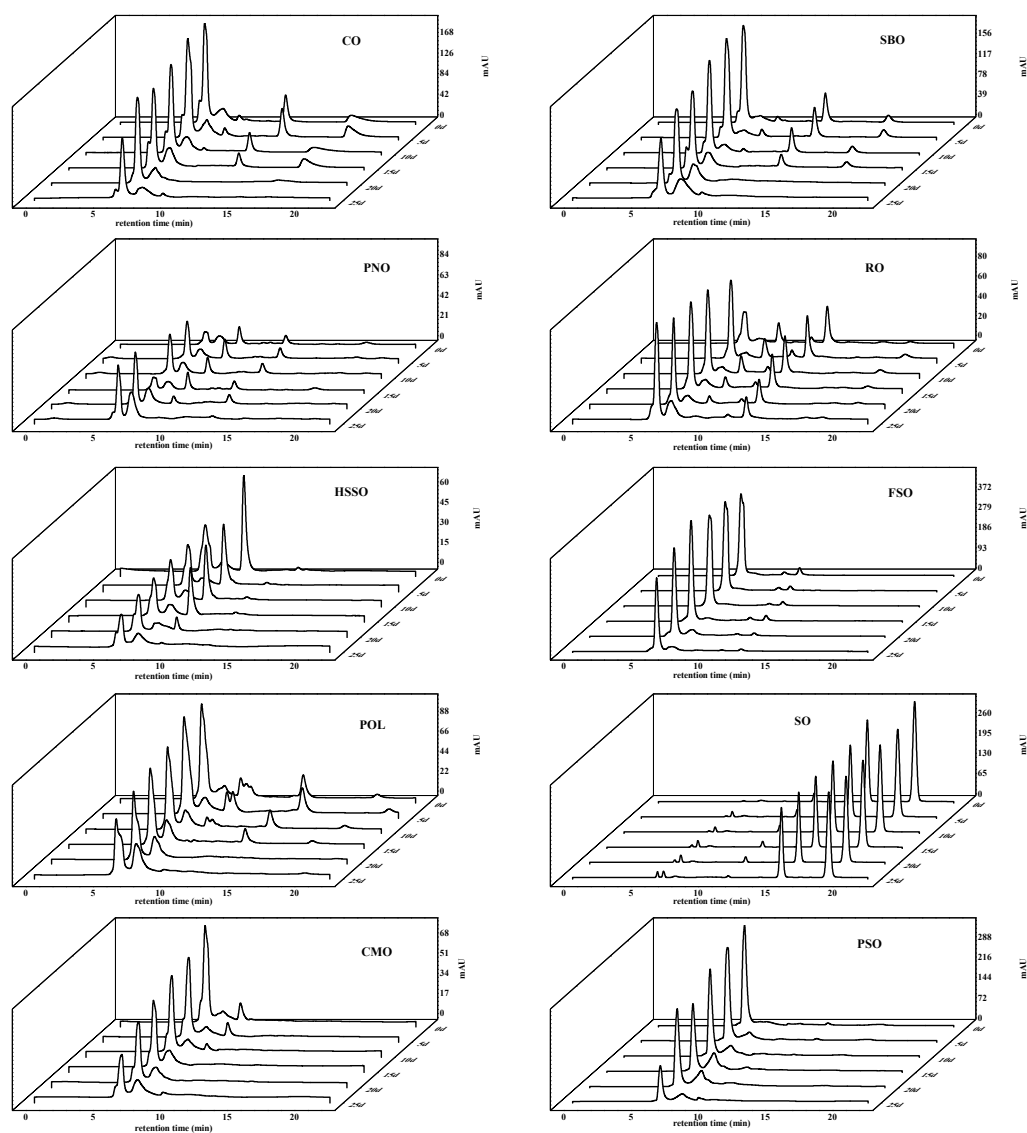 CO
168
126
84
42
0
mAU
0d
5d
10d
15d
20d
25d
0 5 10 15 20
retention time (min)
SBO
156
117
78
39
0
mAU
0d
5d
10d
15d
20d
25d
0 5 10 15 20
retention time (min)
PNO
84
63
42
21
0
mAU
0d
5d
10d
15d
20d
25d
0 5 10 15 20
retention time (min)
RO
80
60
40
20
0
mAU
0d
5d
10d
15d
20d
25d
0 5 10 15 20
retention time (min)
HSSO
60
45
30
15
0
mAU
0d
5d
10d
15d
20d
25d
0 5 10 15 20
retention time (min)
FSO
372
279
186
93
0
mAU
0d
5d
10d
15d
20d
25d
0 5 10 15 20
retention time (min)
POL
88
66
44
22
0
mAU
0d
5d
10d
15d
20d
25d
0 5 10 15 20
retention time (min)
SO
260
195
130
65
0
mAU
0d
5d
10d
15d
20d
25d
0 5 10 15 20
retention time (min)
CMO
68
51
34
17
0
mAU
0d
5d
10d
15d
20d
25d
0 5 10 15 20
retention time (min)
PSO
288
216
144
72
0
mAU
0d
5d
10d
15d
20d
25d
0 5 10 15 20
retention time (min)